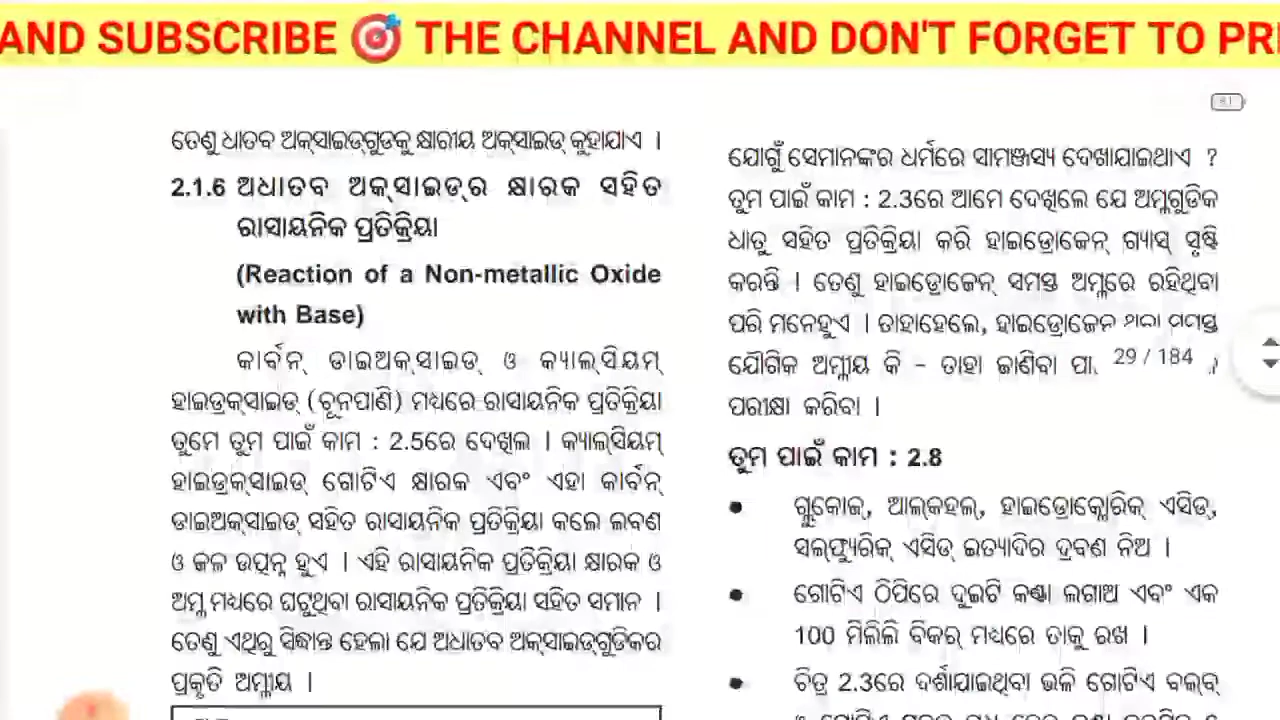 AND SUBSCRIBE 🎯 THE CHANNEL AND DON'T FORGET TO PR
81
ତେଣୁ ଧାତବ ଅକ୍‌ସାଇଡ୍‌ଗୁଡକୁ କ୍ଷାରୀୟ ଅକ୍‌ସାଇଡ୍ କୁହାଯାଏ ।
2.1.6 ଅଧାତବ ଅକ୍‌ସାଇଡ୍‌ର କ୍ଷାରକ ସହିତ
ରାସାୟନିକ ପ୍ରତିକ୍ରିୟା
(Reaction of a Non-metallic Oxide
with Base)
କାର୍ବନ୍ ଡାଇଅକ୍‌ସାଇଡ୍ ଓ କ୍ୟାଲ୍‌ସିୟମ୍
ହାଇଡ୍ରକ୍‌ସାଇଡ୍ (ଚୂନପାଣି) ମଧ୍ୟରେ ରାସାୟନିକ ପ୍ରତିକ୍ରିୟା
ତୁମେ ତୁମ ପାଇଁ କାମ : 2.5ରେ ଦେଖିଲ । କ୍ୟାଲ୍‌ସିୟମ୍
ହାଇଡ୍ରକ୍‌ସାଇଡ୍ ଗୋଟିଏ କ୍ଷାରକ ଏବଂ ଏହା କାର୍ବନ୍
ଡାଇଅକ୍‌ସାଇଡ୍ ସହିତ ରାସାୟନିକ ପ୍ରତିକ୍ରିୟା କଲେ ଲବଣ
ଓ ଜଳ ଉତ୍ପନ୍ନ ହୁଏ । ଏହି ରାସାୟନିକ ପ୍ରତିକ୍ରିୟା କ୍ଷାରକ ଓ
ଅମ୍ଳ ମଧ୍ୟରେ ଘଟୁଥିବା ରାସାୟନିକ ପ୍ରତିକ୍ରିୟା ସହିତ ସମାନ ।
ତେଣୁ ଏଥିରୁ ସିଦ୍ଧାନ୍ତ ହେଲା ଯେ ଅଧାତବ ଅକ୍‌ସାଇଡ୍‌ଗୁଡିକର
ପ୍ରକୃତି ଅମ୍ଳୀୟ ।
ଯୋଗୁଁ ସେମାନଙ୍କର ଧର୍ମରେ ସାମଞ୍ଜସ୍ୟ ଦେଖାଯାଇଥାଏ ?
ତୁମ ପାଇଁ କାମ : 2.3ରେ ଆମେ ଦେଖିଲେ ଯେ ଅମ୍ଳଗୁଡିକ
ଧାତୁ ସହିତ ପ୍ରତିକ୍ରିୟା କରି ହାଇଡ୍ରୋଜେନ୍ ଗ୍ୟାସ୍ ସୃଷ୍ଟି
କରନ୍ତି । ତେଣୁ ହାଇଡ୍ରୋଜେନ୍ ସମସ୍ତ ଅମ୍ଳରେ ରହିଥିବା
ପରି ମନେହୁଏ । ତାହାହେଲେ, ହାଇଡ୍ରୋଜେନ ଥିବା ସମସ୍ତ
ଯୌଗିକ ଅମ୍ଳୀୟ କି – ତାହା ଜାଣିବା 29 / 184
ପରୀକ୍ଷା କରିବା ।
ତୁମ ପାଇଁ କାମ : 2.8
● ଗ୍ଲୁକୋଜ୍, ଆଲ୍‌କହଲ୍, ହାଇଡ୍ରୋକ୍ଲୋରିକ୍ ଏସିଡ୍,
ସଲ୍‌ଫ୍ୟୁରିକ୍ ଏସିଡ୍ ଇତ୍ୟାଦିର ଦ୍ରବଣ ନିଅ ।
● ଗୋଟିଏ ଠିପିରେ ଦୁଇଟି କଣ୍ଟା ଲଗାଅ ଏବଂ ଏକ
100 ମିଲିଲି ବିକର୍ ମଧ୍ୟରେ ତାକୁ ରଖ ।
● ଚିତ୍ର 2.3ରେ ଦର୍ଶାଯାଇଥିବା ଭଳି ଗୋଟିଏ ବଲ୍‌ବ୍